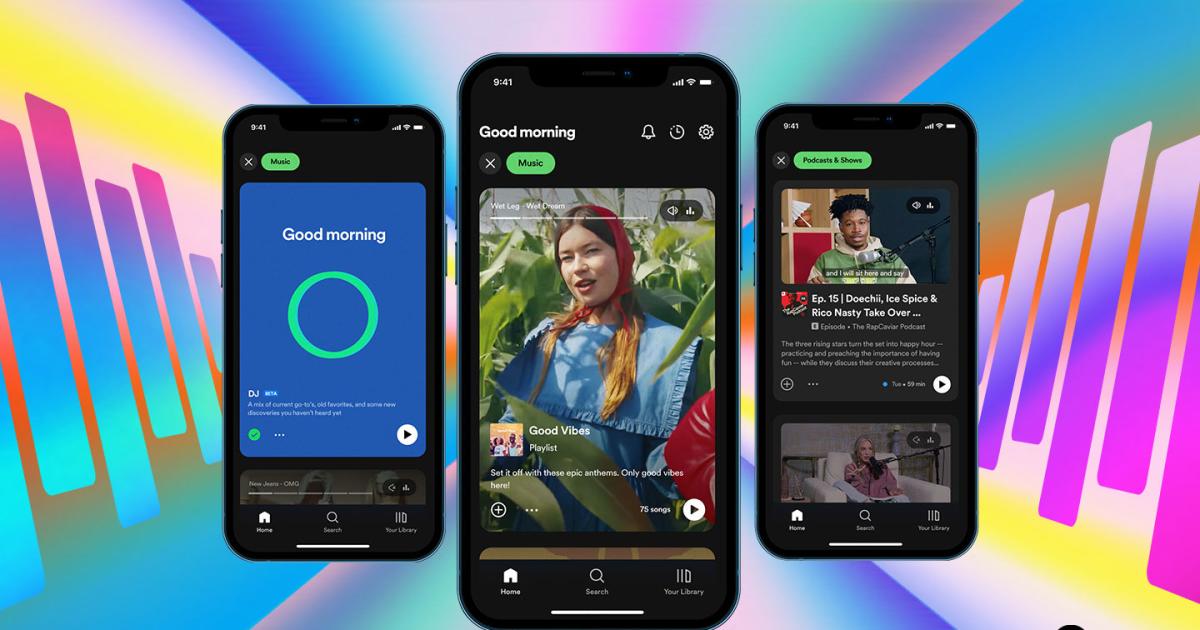 9:41
Music
Good morning
DJ BETA
A mix of current go-to's, old favorites, and some new
discoveries you haven't heard yet
New Jeans - OMG
Home Search Your Library
9:41
Good morning
Music
Wet Leg - Wet Dream
Good Vibes
Playlist
Set it off with these epic anthems. Only good vibes
here!
75 songs
Home Search Your Library
9:41
Podcasts & Shows
and I will sit here and say
Ep. 15 | Doechii, Ice Spice &
Rico Nasty Take Over ...
E Episode • The RapCaviar Podcast
The three rising stars turn the set into happy hour —
practicing and preaching the importance of having
fun — while they discuss their creative processes...
Tue • 59 min
Home Search Your Library